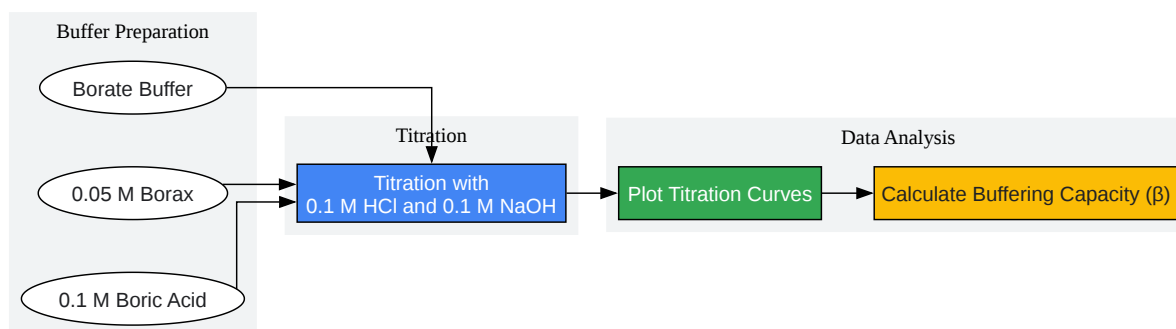 Buffer Preparation
Borate Buffer
0.05 M Borax
0.1 M Boric Acid
Titration
Titration with
0.1 M HCl and 0.1 M NaOH
Data Analysis
Plot Titration Curves
Calculate Buffering Capacity (β)